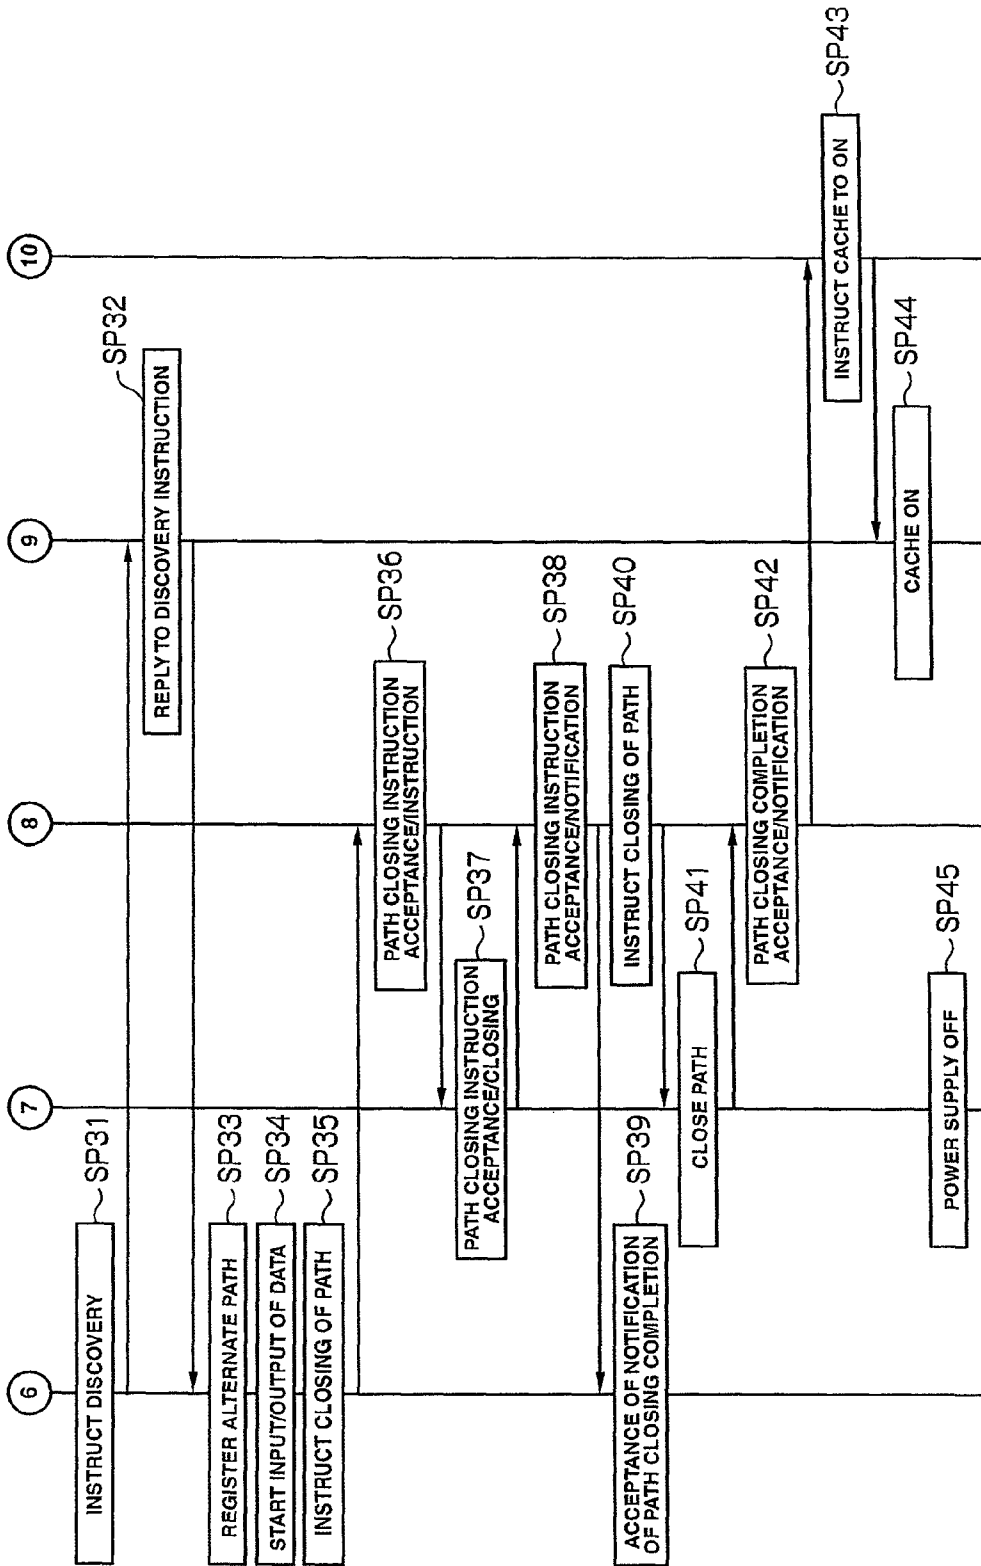 6
7
8
9
10
INSTRUCT DISCOVERY
SP31
REPLY TO DISCOVERY INSTRUCTION
SP32
REGISTER ALTERNATE PATH
SP33
START INPUT/OUTPUT OF DATA
SP34
INSTRUCT CLOSING OF PATH
SP35
PATH CLOSING INSTRUCTION
ACCEPTANCE/INSTRUCTION
SP36
PATH CLOSING INSTRUCTION
ACCEPTANCE/CLOSING
SP37
PATH CLOSING INSTRUCTION
ACCEPTANCE/NOTIFICATION
SP38
ACCEPTANCE OF NOTIFICATION
OF PATH CLOSING COMPLETION
SP39
INSTRUCT CLOSING OF PATH
SP40
CLOSE PATH
SP41
PATH CLOSING COMPLETION
ACCEPTANCE/NOTIFICATION
SP42
INSTRUCT CACHE TO ON
SP43
CACHE ON
SP44
POWER SUPPLY OFF
SP45